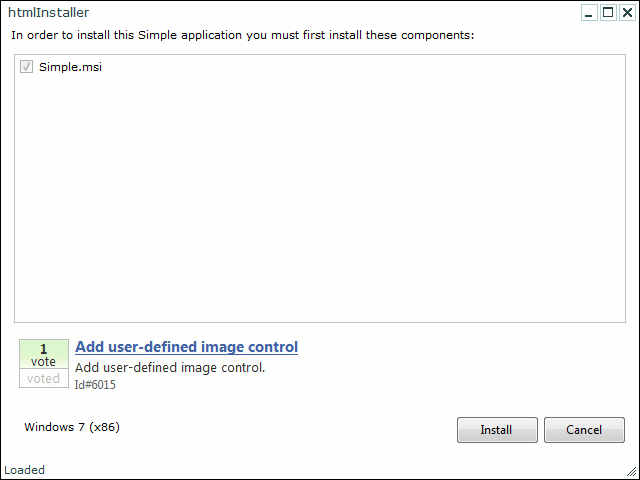 htmlInstaller
In order to install this Simple application you must first install these components:
Simple.msi
1
vote
voted
Add user-defined image control
Add user-defined image control.
Id#6015
Windows 7 (x86)
Install
Cancel
Loaded